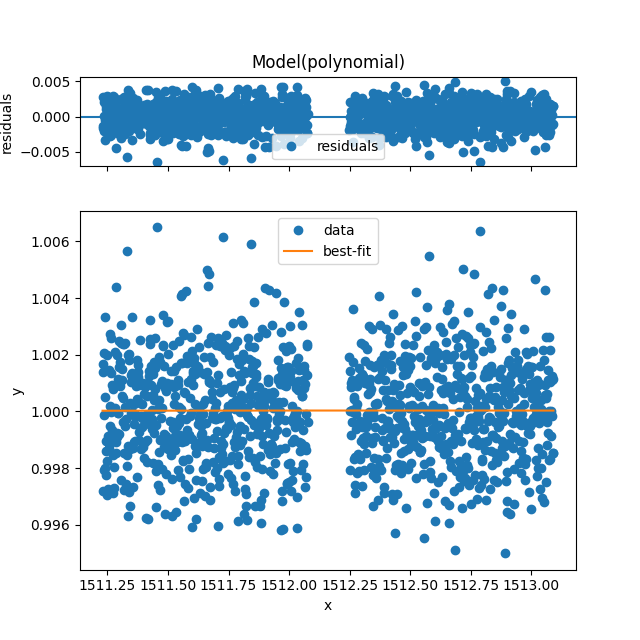 Model(polynomial)
residuals
0.005
0.000
−0.005
residuals
y
1.006
1.004
1.002
1.000
0.998
0.996
data
best-fit
1511.25 1511.50 1511.75 1512.00 1512.25 1512.50 1512.75 1513.00
x